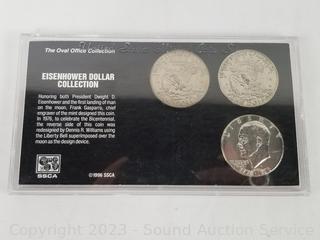 The Oval Office Collection
EISENHOWER DOLLAR
COLLECTION
Honoring both President Dwight D.
Eisenhower and the first landing of man
on the moon, Frank Gasparro, chief
engraver of the mint designed this coin.
In 1976, to celebrate the Bicentennial,
the reverse side of this coin was
redesigned by Dennis R. Williams using
the Liberty Bell superimposed over the
moon as the design device.
SSCA
©1996 SSCA
Copyright 2023 - Sound Auction Service